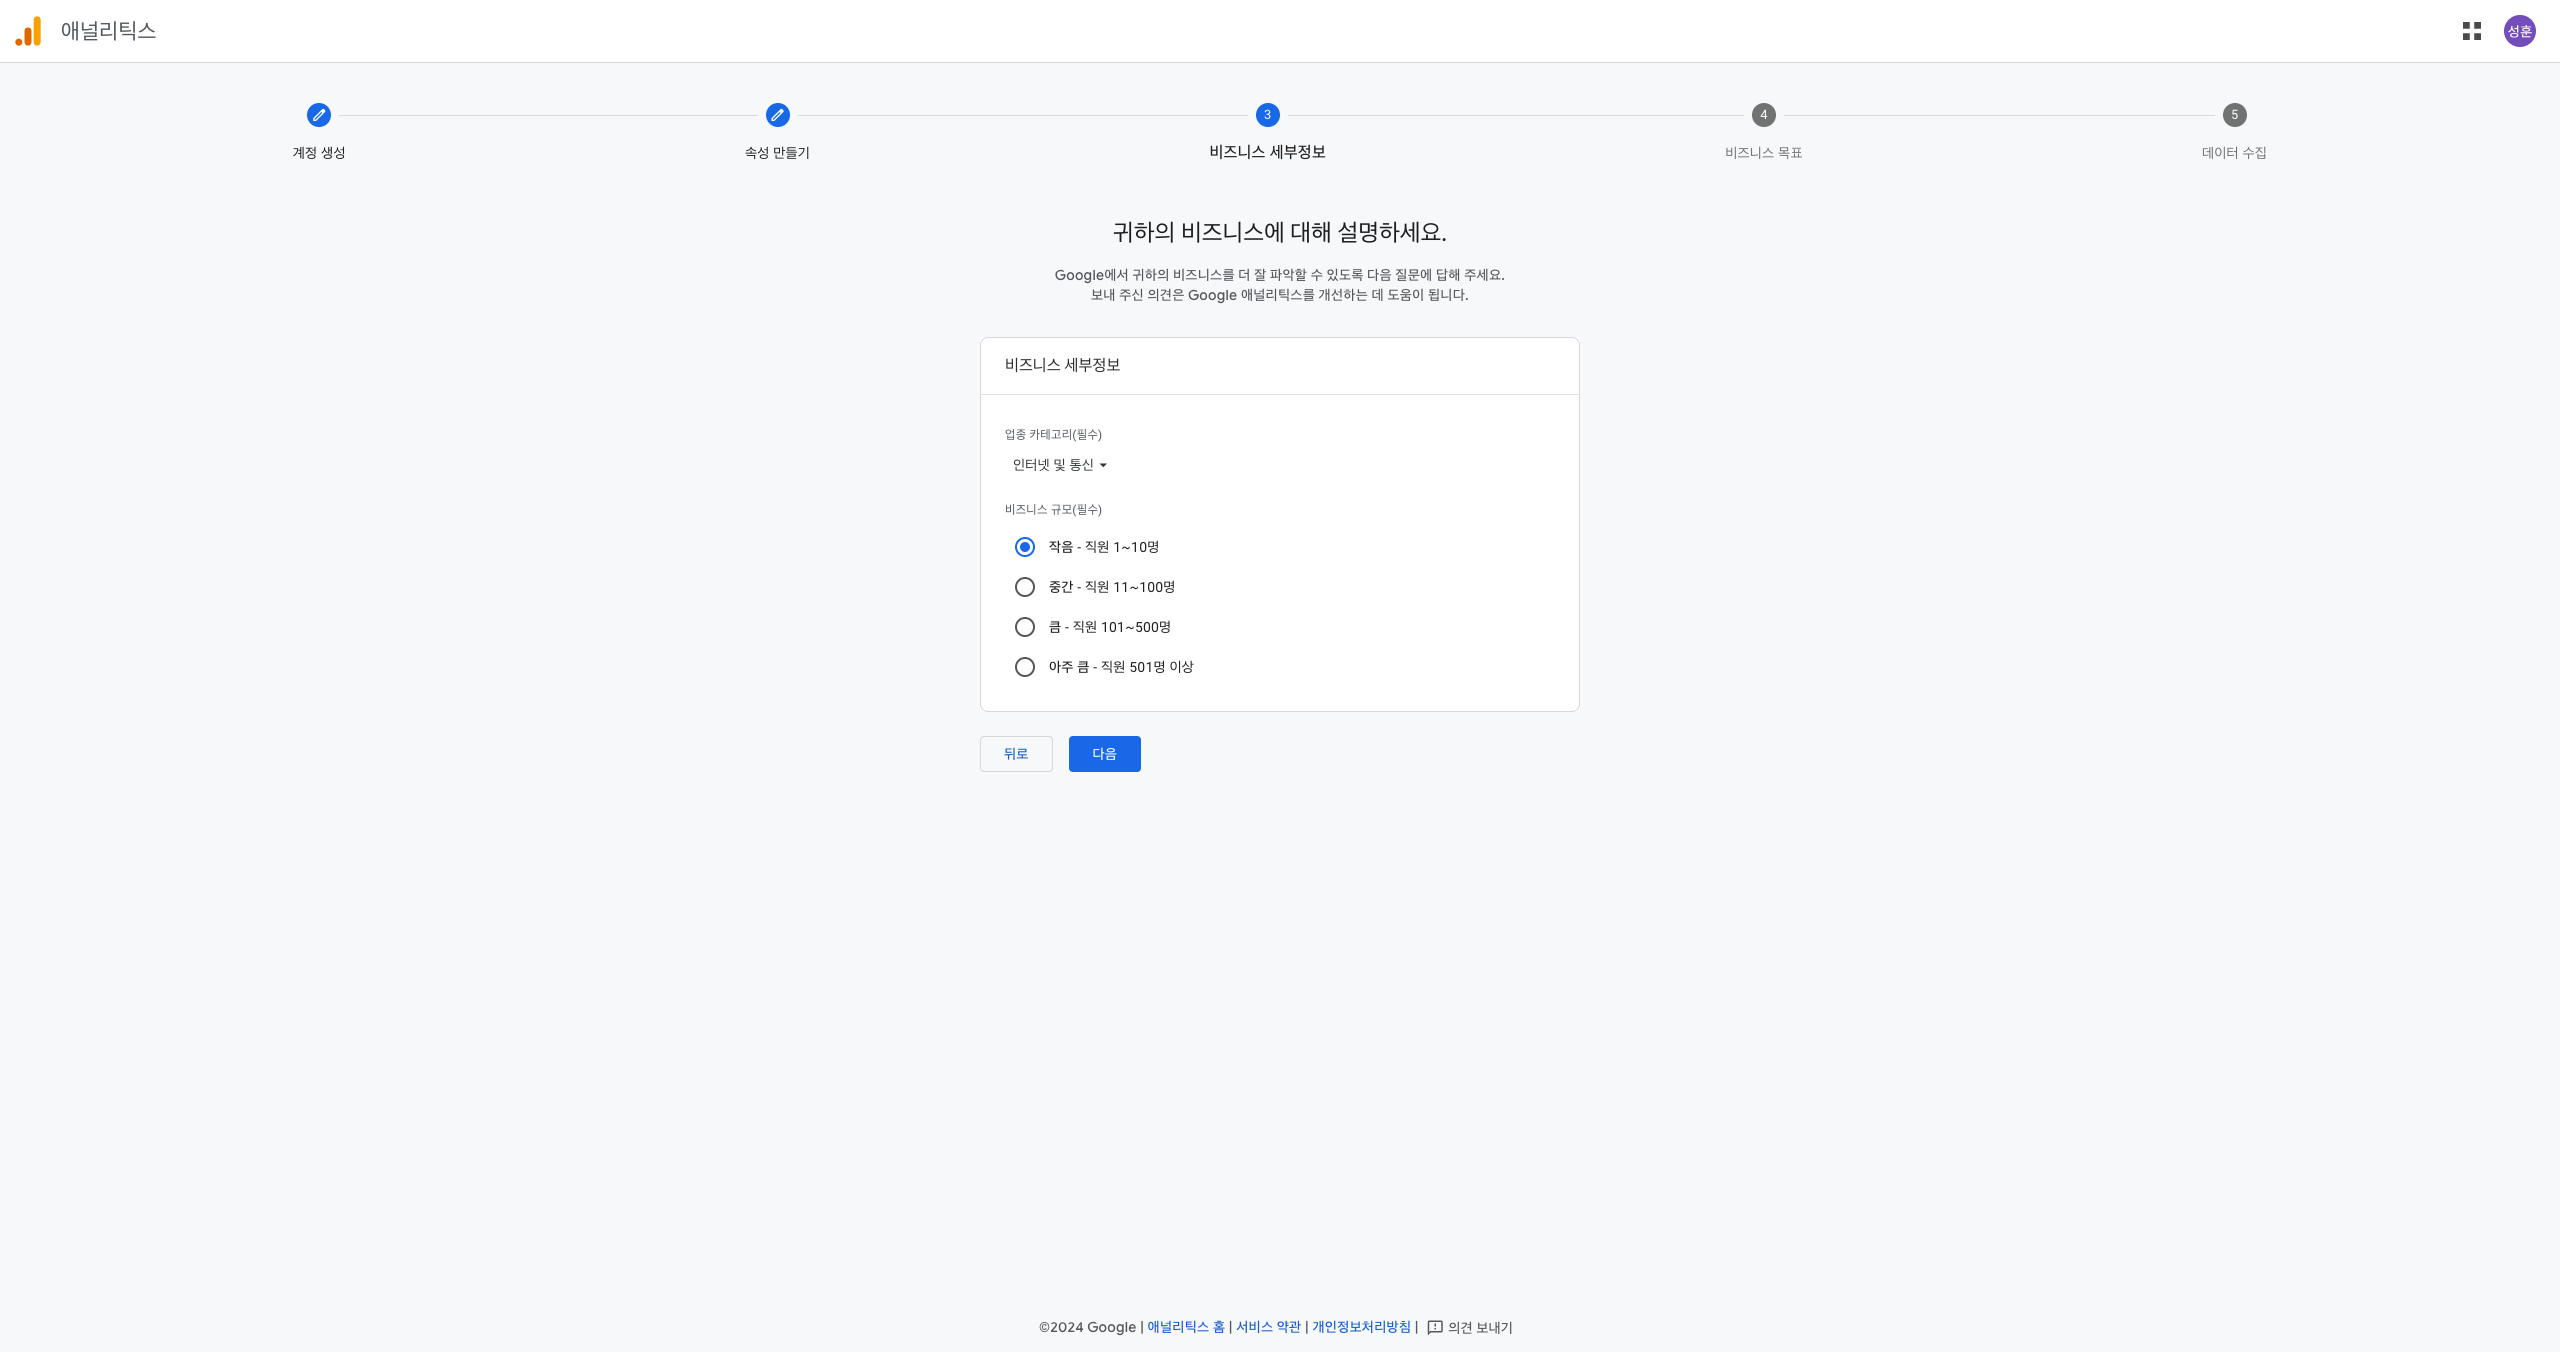 애널리틱스
성훈
계정 생성
속성 만들기
3
비즈니스 세부정보
4
비즈니스 목표
5
데이터 수집
귀하의 비즈니스에 대해 설명하세요.
Google에서 귀하의 비즈니스를 더 잘 파악할 수 있도록 다음 질문에 답해 주세요.
보내 주신 의견은 Google 애널리틱스를 개선하는 데 도움이 됩니다.
비즈니스 세부정보
업종 카테고리(필수)
인터넷 및 통신
비즈니스 규모(필수)
작음 - 직원 1~10명
중간 - 직원 11~100명
큼 - 직원 101~500명
아주 큼 - 직원 501명 이상
뒤로 다음
©2024 Google | 애널리틱스 홈 | 서비스 약관 | 개인정보처리방침 | 의견 보내기